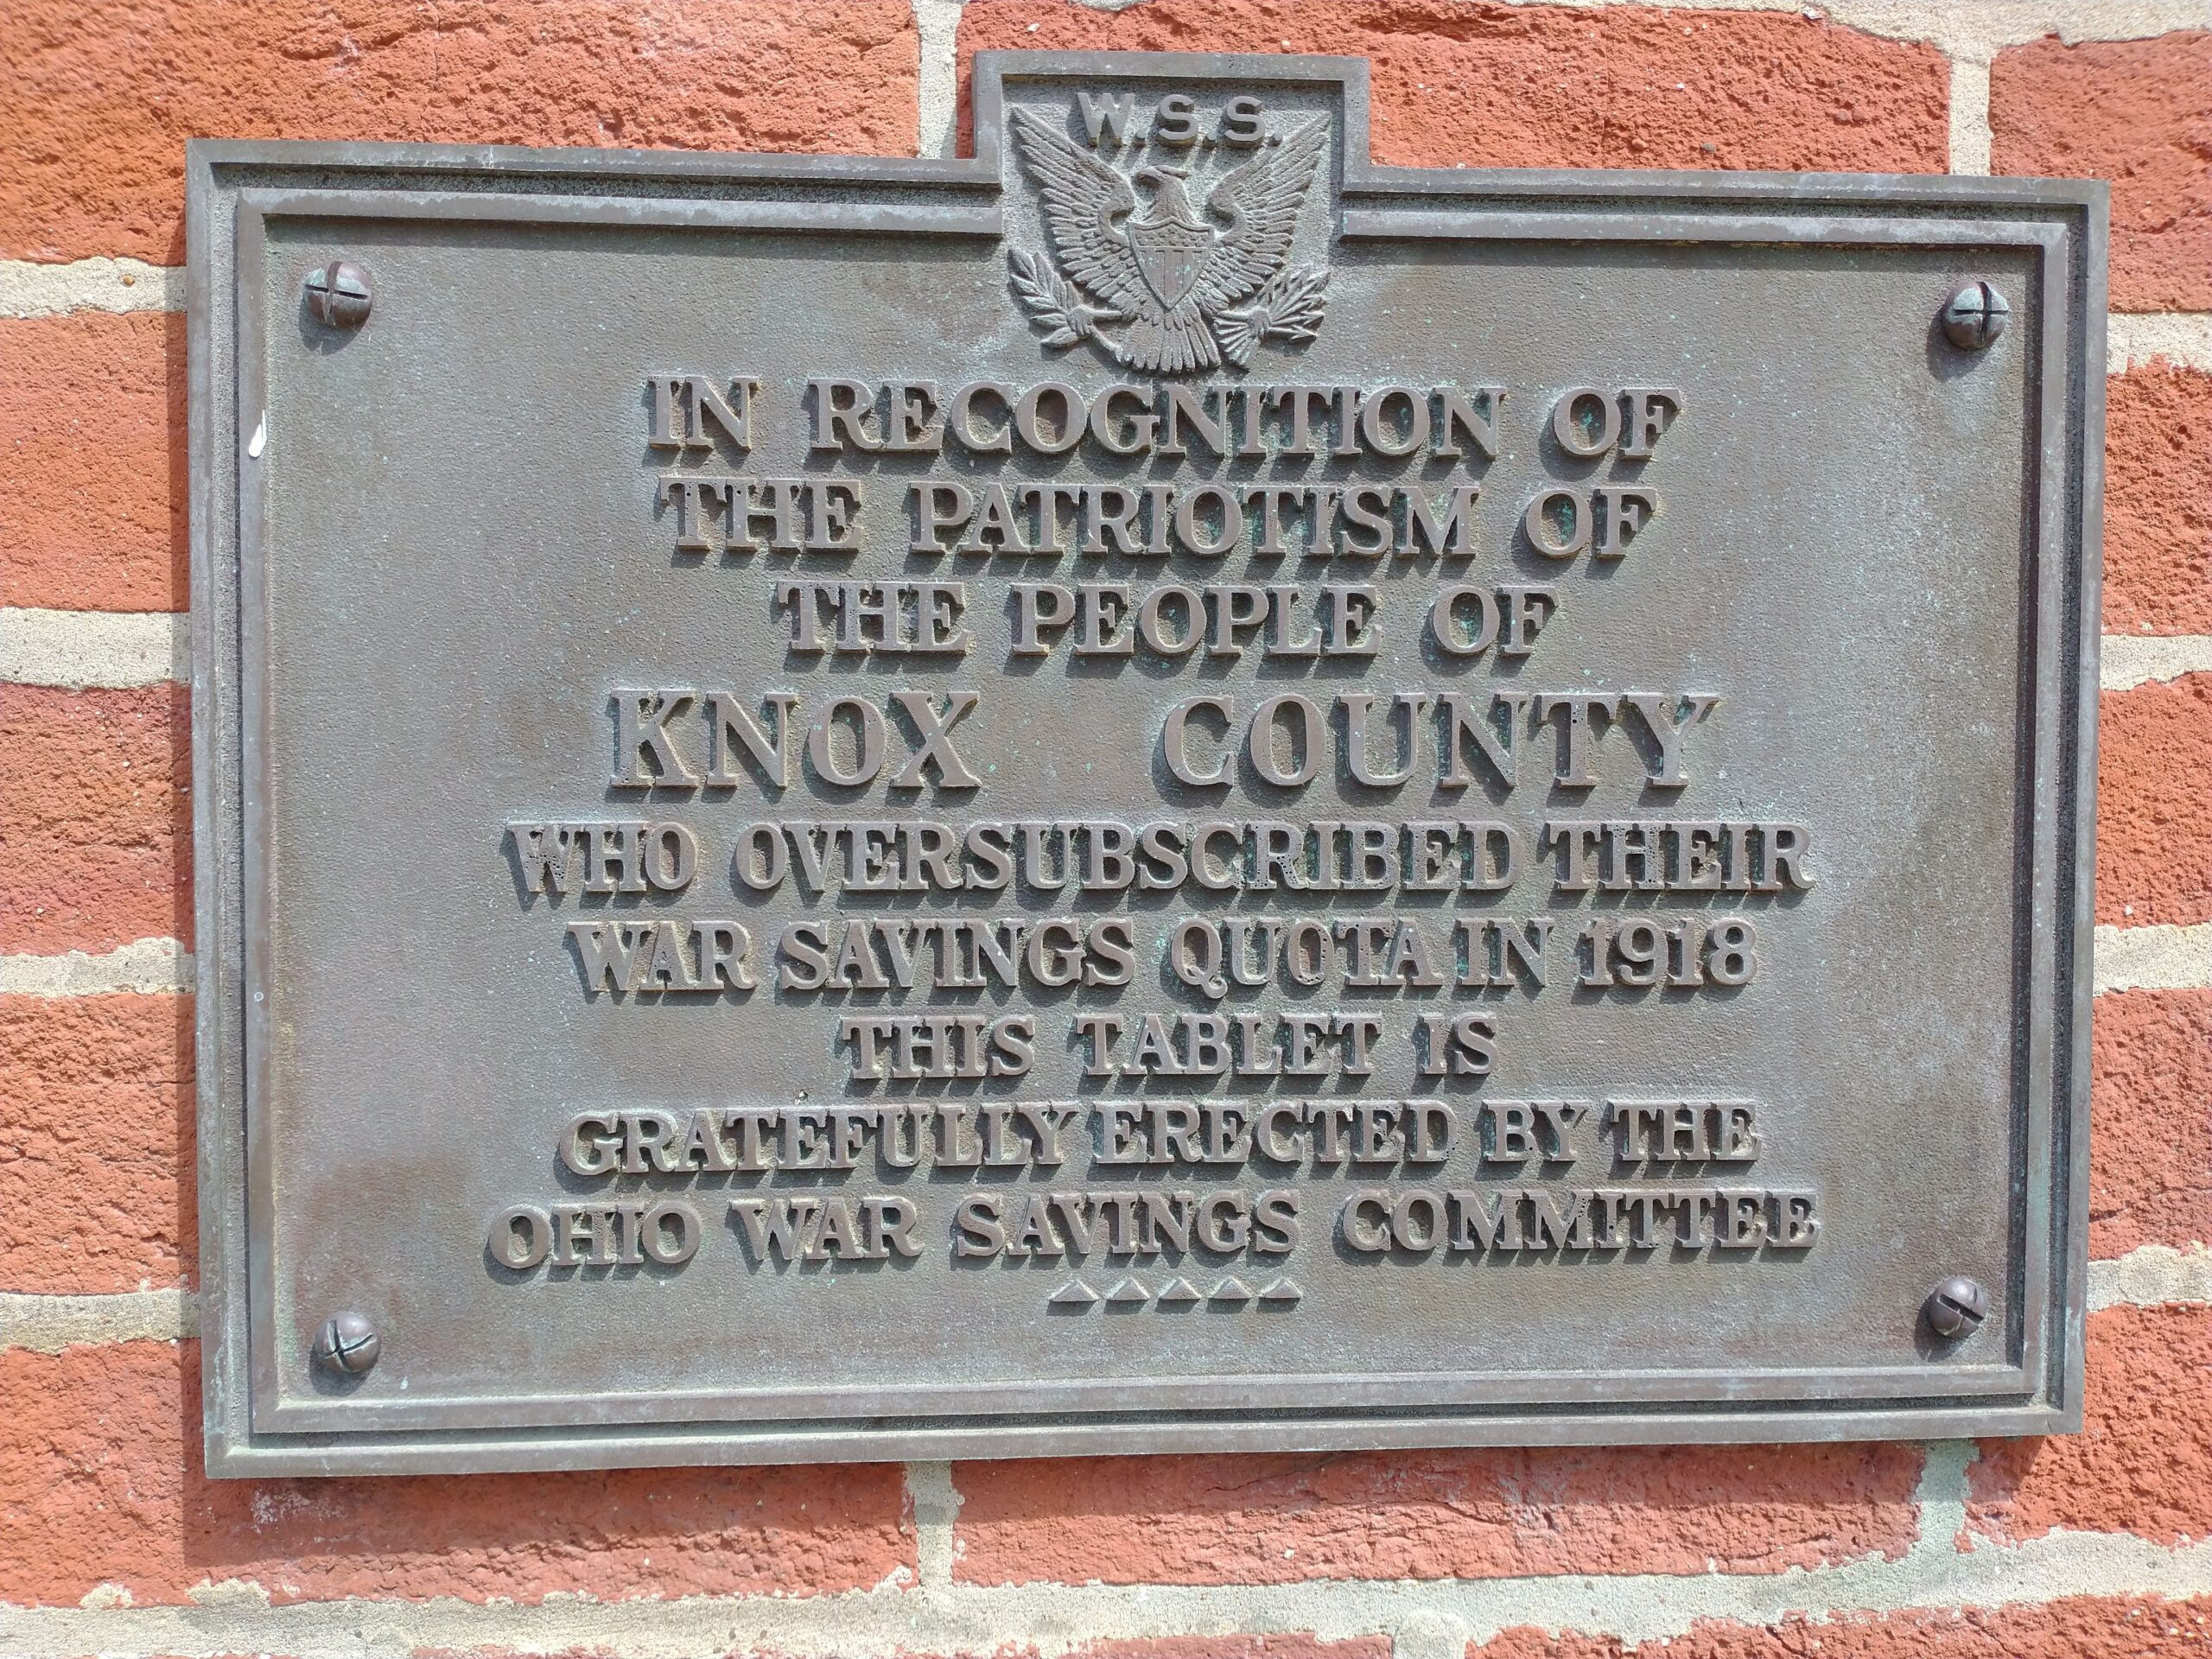 W.S.S.
IN RECOGNITION OF
THE PATRIOTISM OF
THE PEOPLE OF
KNOX COUNTY
WHO OVERSUBSCRIBED THEIR
WAR SAVINGS QUOTA IN 1918
THIS TABLET IS
GRATEFULLY ERECTED BY THE
OHIO WAR SAVINGS COMMITTEE